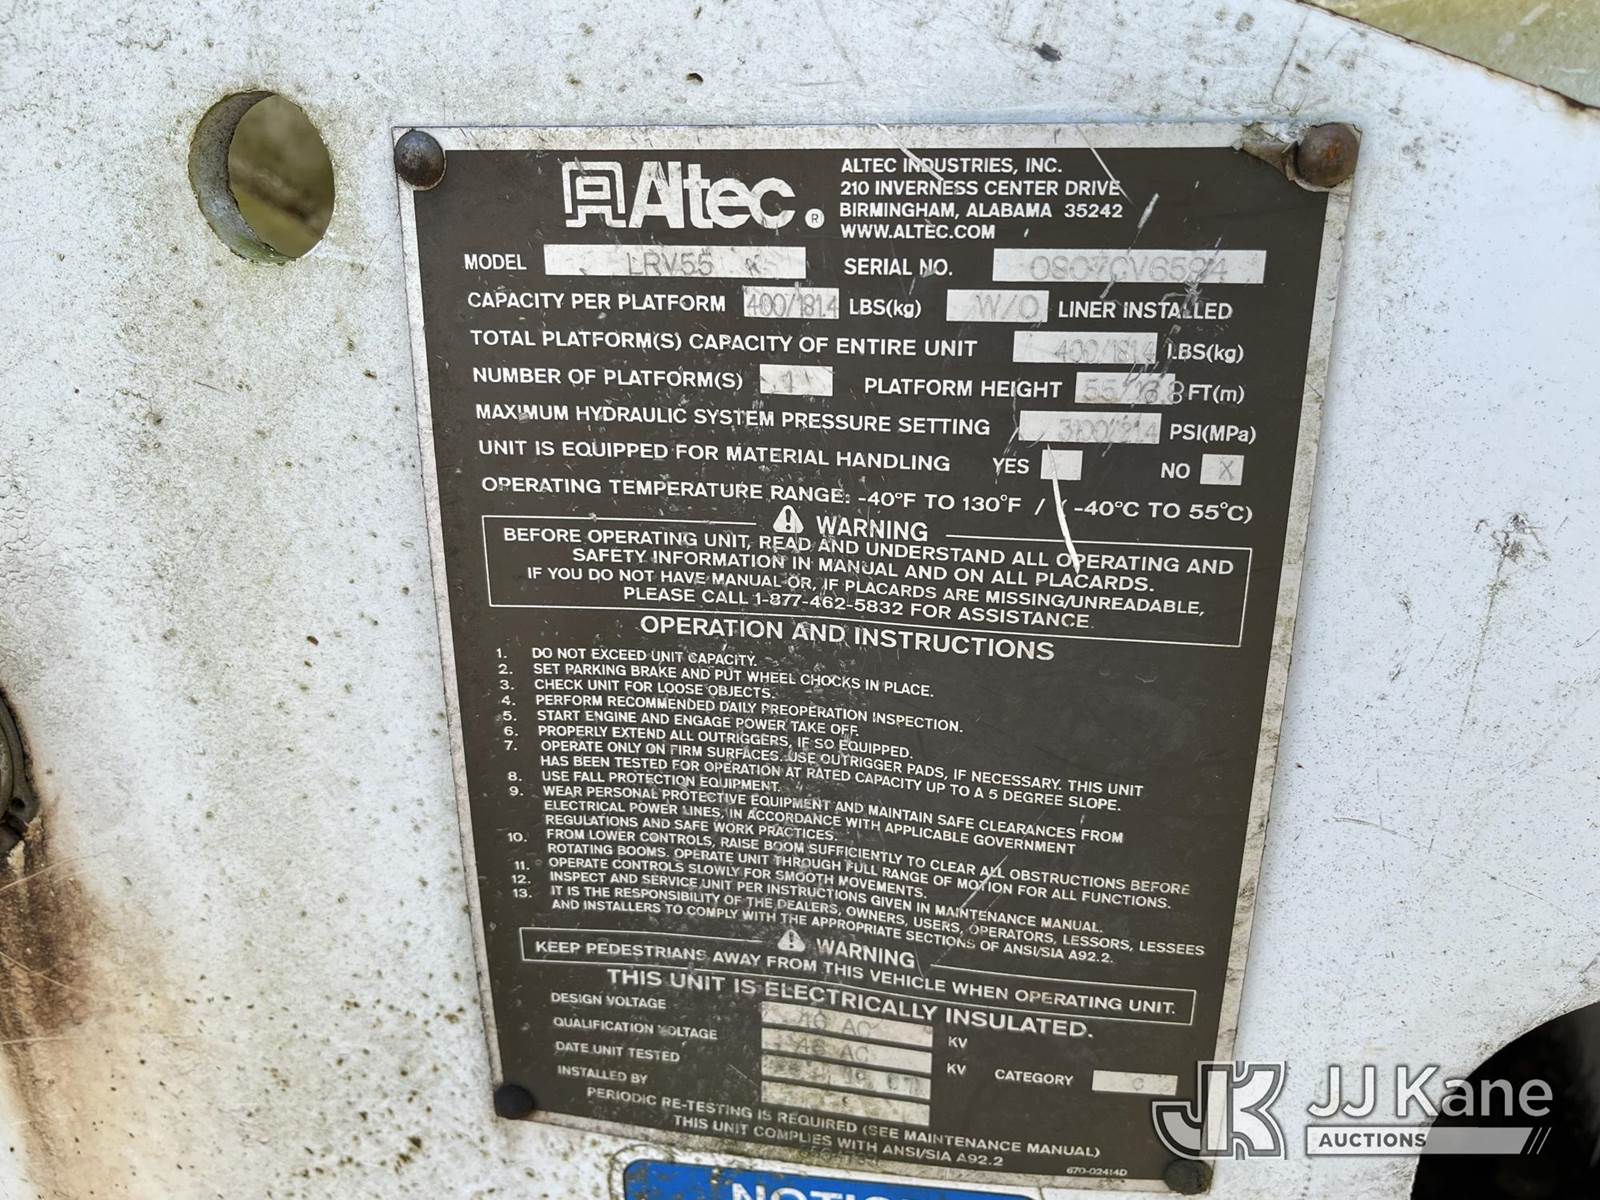 Altec®
ALTEC INDUSTRIES, INC.
210 INVERNESS CENTER DRIVE
BIRMINGHAM, ALABAMA 35242
WWW.ALTEC.COM
MODEL LRV55 SERIAL NO.
CAPACITY PER PLATFORM 400/181.4 LBS(kg) W/O LINER INSTALLED
TOTAL PLATFORM(S) CAPACITY OF ENTIRE UNIT 400/181.4 LBS(kg)
NUMBER OF PLATFORM(S) 1 PLATFORM HEIGHT FT(m)
MAXIMUM HYDRAULIC SYSTEM PRESSURE SETTING PSI(MPa)
UNIT IS EQUIPPED FOR MATERIAL HANDLING YES NO X
OPERATING TEMPERATURE RANGE: -40°F TO 130°F / ( -40°C TO 55°C)
WARNING
BEFORE OPERATING UNIT, READ AND UNDERSTAND ALL OPERATING AND
SAFETY INFORMATION IN MANUAL AND ON ALL PLACARDS.
IF YOU DO NOT HAVE MANUAL OR, IF PLACARDS ARE MISSING/UNREADABLE,
PLEASE CALL 1-877-462-5832 FOR ASSISTANCE.
OPERATION AND INSTRUCTIONS
1. DO NOT EXCEED UNIT CAPACITY.
2. SET PARKING BRAKE AND PUT WHEEL CHOCKS IN PLACE.
3. CHECK UNIT FOR LOOSE OBJECTS.
4. PERFORM RECOMMENDED DAILY PREOPERATION INSPECTION.
5. START ENGINE AND ENGAGE POWER TAKE OFF.
6. PROPERLY EXTEND ALL OUTRIGGERS, IF SO EQUIPPED.
7. OPERATE ONLY ON FIRM SURFACES. USE OUTRIGGER PADS, IF NECESSARY. THIS UNIT
HAS BEEN TESTED FOR OPERATION AT RATED CAPACITY UP TO A 5 DEGREE SLOPE.
8. USE FALL PROTECTION EQUIPMENT.
9. WEAR PERSONAL PROTECTIVE EQUIPMENT AND MAINTAIN SAFE CLEARANCES FROM
ELECTRICAL POWER LINES, IN ACCORDANCE WITH APPLICABLE GOVERNMENT
REGULATIONS AND SAFE WORK PRACTICES.
10. FROM LOWER CONTROLS, RAISE BOOM SUFFICIENTLY TO CLEAR ALL OBSTRUCTIONS BEFORE
ROTATING BOOMS. OPERATE UNIT THROUGH FULL RANGE OF MOTION FOR ALL FUNCTIONS.
11. OPERATE CONTROLS SLOWLY FOR SMOOTH MOVEMENTS.
12. INSPECT AND SERVICE UNIT PER INSTRUCTIONS GIVEN IN MAINTENANCE MANUAL.
13. IT IS THE RESPONSIBILITY OF THE DEALERS, OWNERS, USERS, OPERATORS, LESSORS, LESSEES
AND INSTALLERS TO COMPLY WITH THE APPROPRIATE SECTIONS OF ANSI/SIA A92.2.
WARNING
KEEP PEDESTRIANS AWAY FROM THIS VEHICLE WHEN OPERATING UNIT.
THIS UNIT IS ELECTRICALLY INSULATED.
DESIGN VOLTAGE 46 AC KV
QUALIFICATION VOLTAGE 46 AC KV CATEGORY C
DATE UNIT TESTED
INSTALLED BY
PERIODIC RE-TESTING IS REQUIRED (SEE MAINTENANCE MANUAL)
THIS UNIT COMPLIES WITH ANSI/SIA A92.2
670-02414D
JJ Kane
AUCTIONS